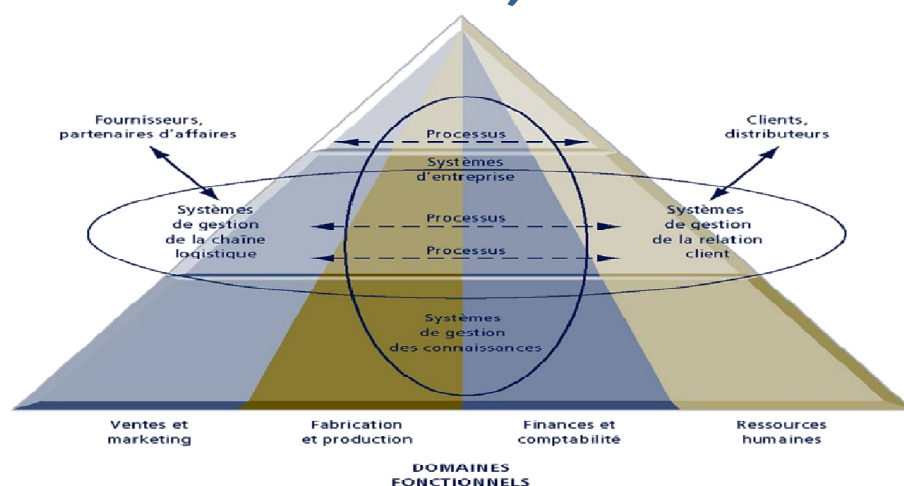 Fournisseurs,
partenaires d'affaires
Clients,
distributeurs
Processus
Systèmes
d'entreprise
Systèmes
de gestion
de la chaîne
logistique
Processus
Processus
Systèmes
de gestion
de la relation
client
Systèmes
de gestion
des connaissances
Ventes et
marketing
Fabrication
et production
Finances et
comptabilité
Ressources
humaines
DOMAINES
FONCTIONNELS